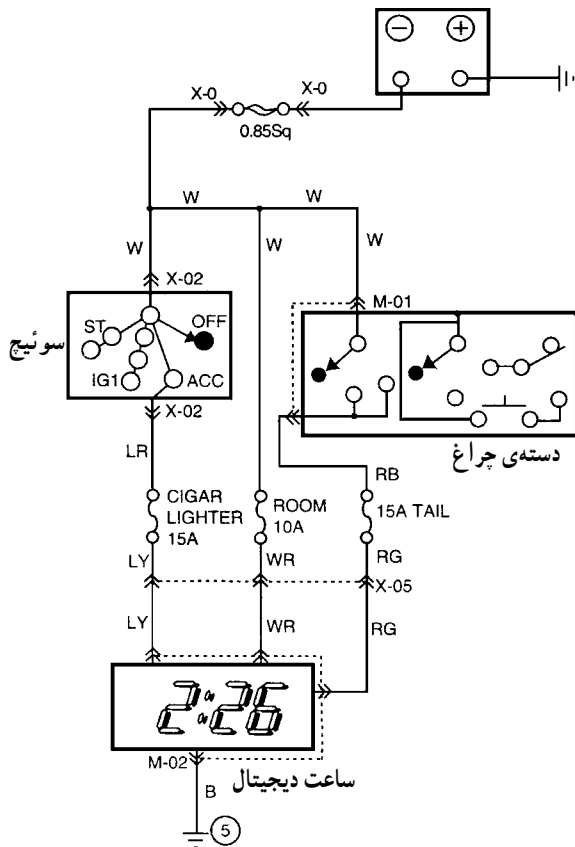 − +
X-0 X-0
0.85Sq
W W
W W W
X-02
M-01
ST OFF
سوئیچ
IG1 ACC
X-02
دسته‌ی چراغ
LR RB
CIGAR
LIGHTER
15A
ROOM
10A
15A TAIL
LY WR RG
X-05
LY WR RG
2:26
M-02
ساعت دیجیتال
B
5